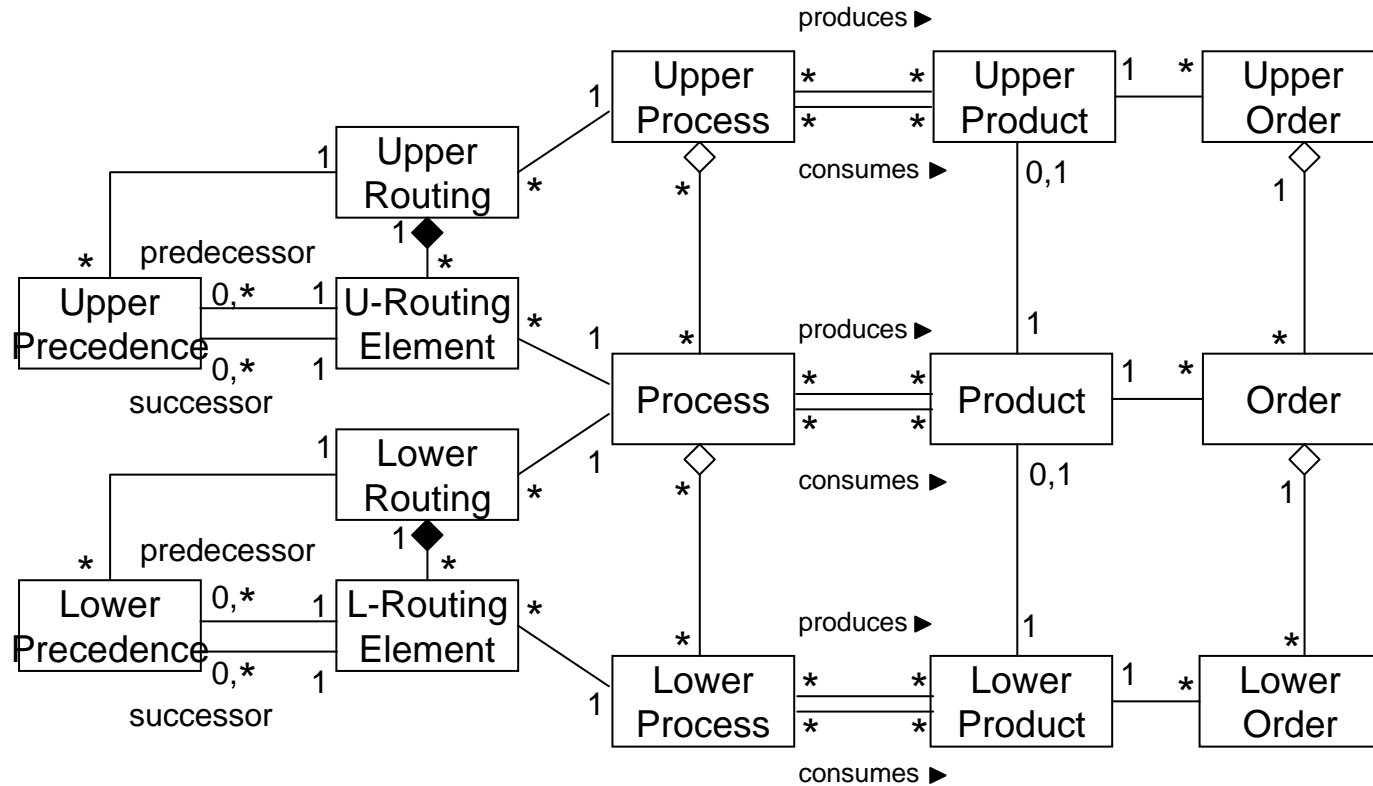 produces ►
Upper
Process
* *
* *
Upper
Product
1 *
Upper
Order
consumes ►
1
*
Upper
Routing
1
*
1
*
*
*
0,1
1
1
*
predecessor
Upper
Precedence
0,* 1
0,* 1
successor
U-Routing
Element
*
1
produces ►
Process
* *
* *
Product
1 *
Order
consumes ►
1
*
Lower
Routing
1
*
1
*
*
*
0,1
1
1
*
predecessor
Lower
Precedence
0,* 1
0,* 1
successor
L-Routing
Element
*
1
produces ►
Lower
Process
* *
* *
Lower
Product
1 *
Lower
Order
consumes ►